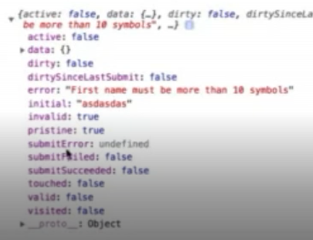 {active: false, data: {…}, dirty: false, dirtySinceLa
be more than 10 symbols", …}
active: false
data: {}
dirty: false
dirtySinceLastSubmit: false
error: "First name must be more than 10 symbols"
initial: "asdasdas"
invalid: true
pristine: true
submitError: undefined
submitFailed: false
submitSucceeded: false
touched: false
valid: false
visited: false
__proto__: Object